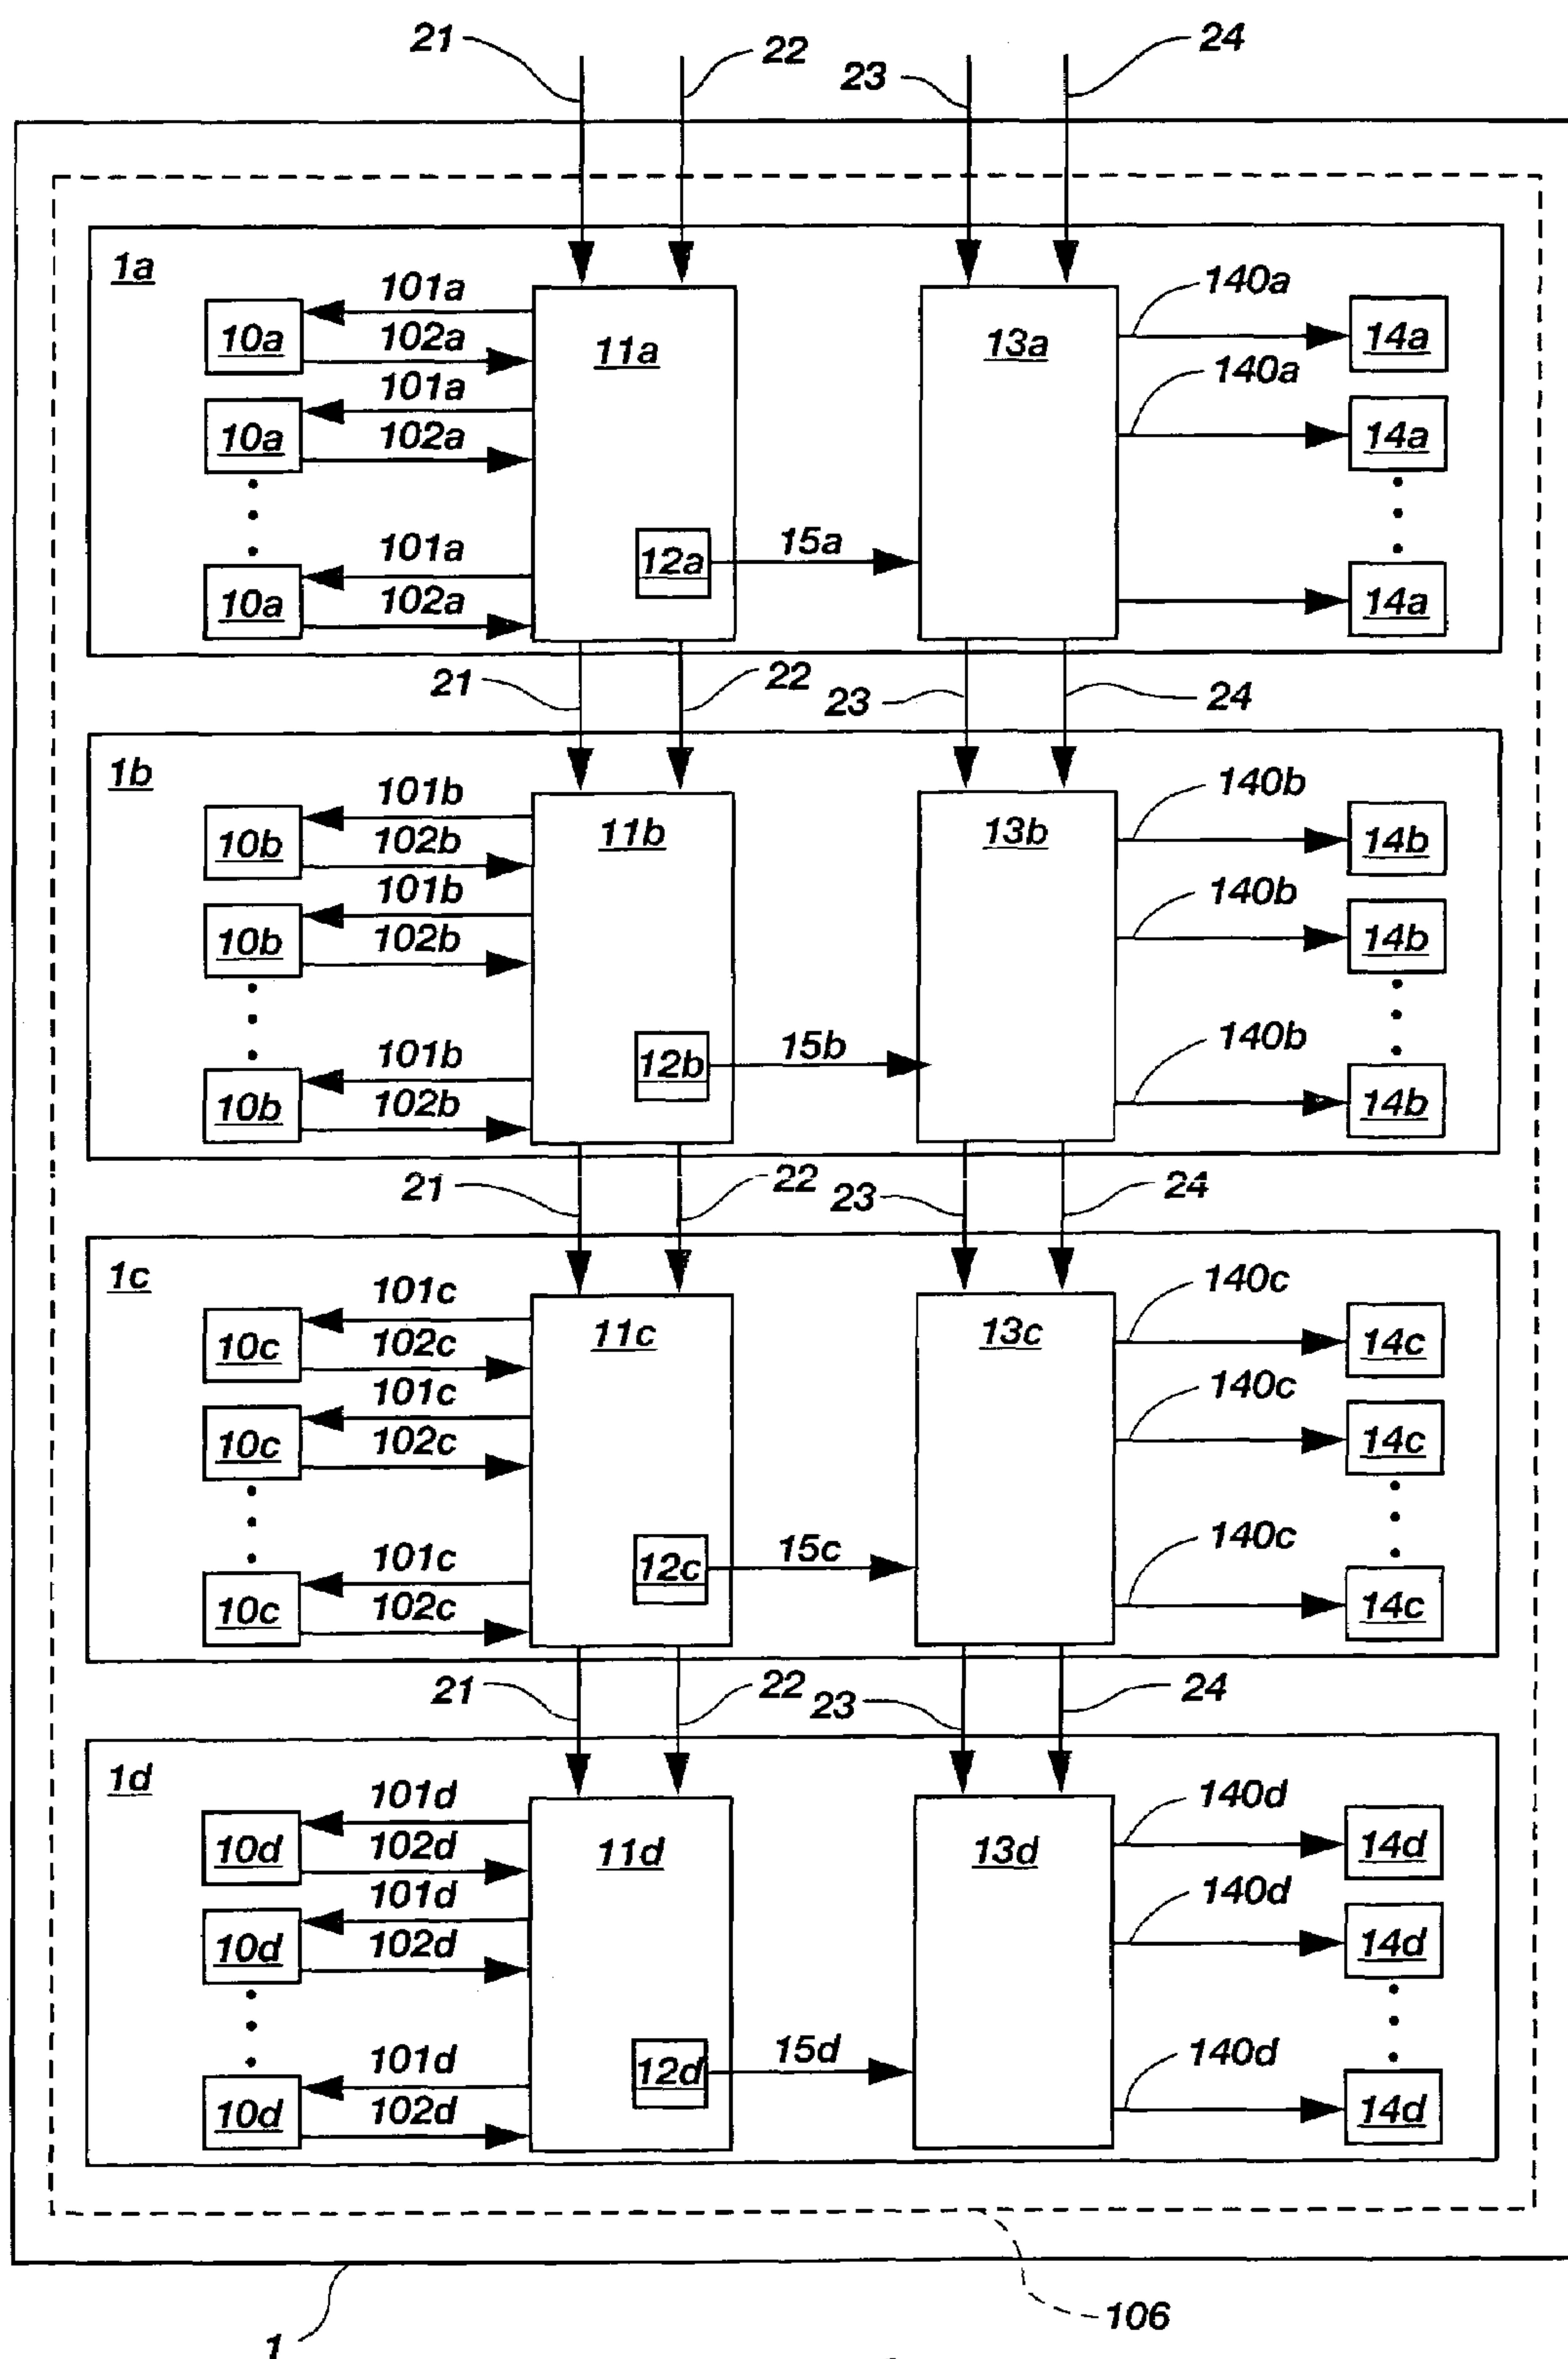 21 22 23 24
1a
101a 140a
10a 102a 11a 13a 14a
101a 140a
10a 102a 14a
101a 12a 15a
10a 102a 14a
21 22 23 24
1b
101b 140b
10b 102b 11b 13b 14b
101b 140b
10b 102b 14b
101b 12b 15b 140b
10b 102b 14b
21 22 23 24
1c
101c 140c
10c 102c 11c 13c 14c
101c 140c
10c 102c 14c
101c 12c 15c 140c
10c 102c 14c
21 22 23 24
1d
101d 140d
10d 102d 11d 13d 14d
101d 140d
10d 102d 14d
101d 12d 15d 140d
10d 102d 14d
106
1